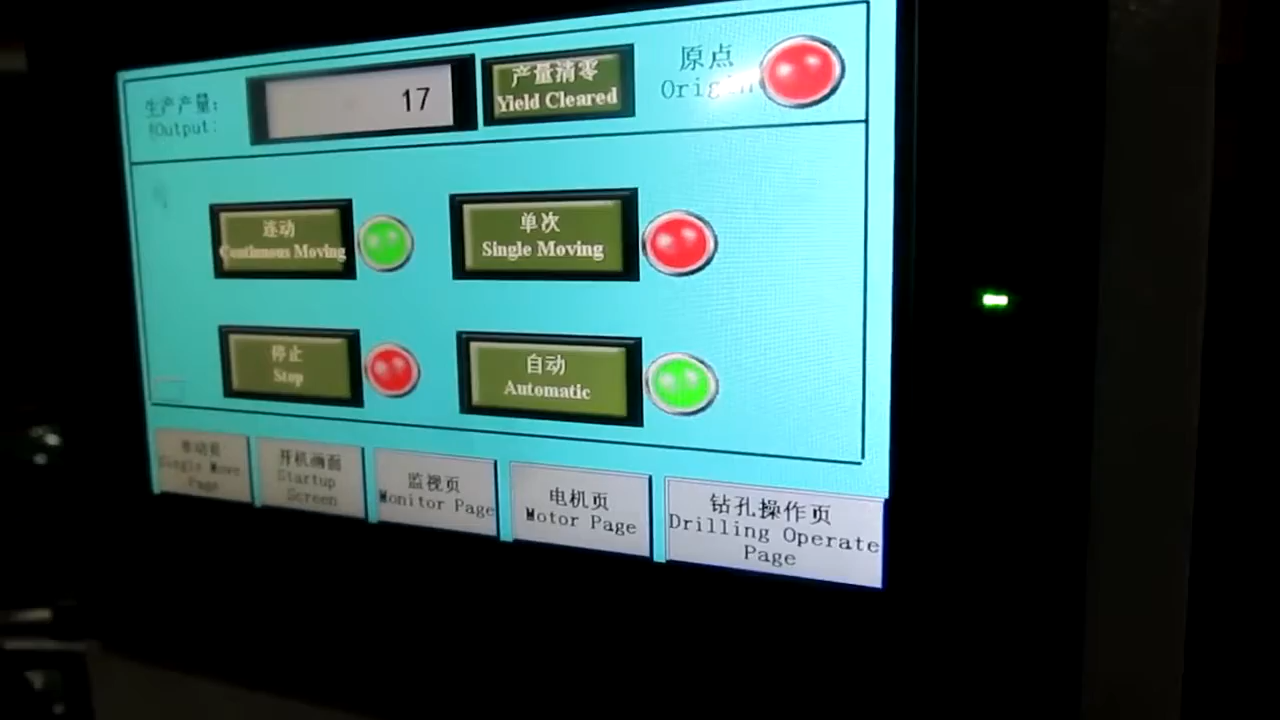 生产产量:
Output:
17
产量清零
Yield Cleared
原点
Origin
连动
Continuous Moving
单次
Single Moving
停止
Stop
自动
Automatic
单动页
Single Move
Page
开机画面
Startup
Screen
监视页
Monitor Page
电机页
Motor Page
钻孔操作页
Drilling Operate
Page